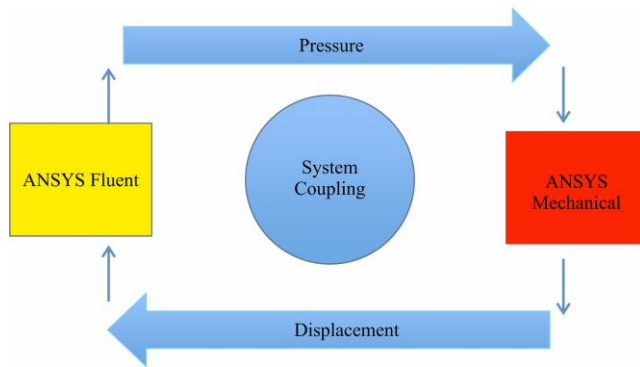 Pressure
ANSYS Fluent
System
Coupling
ANSYS
Mechanical
Displacement